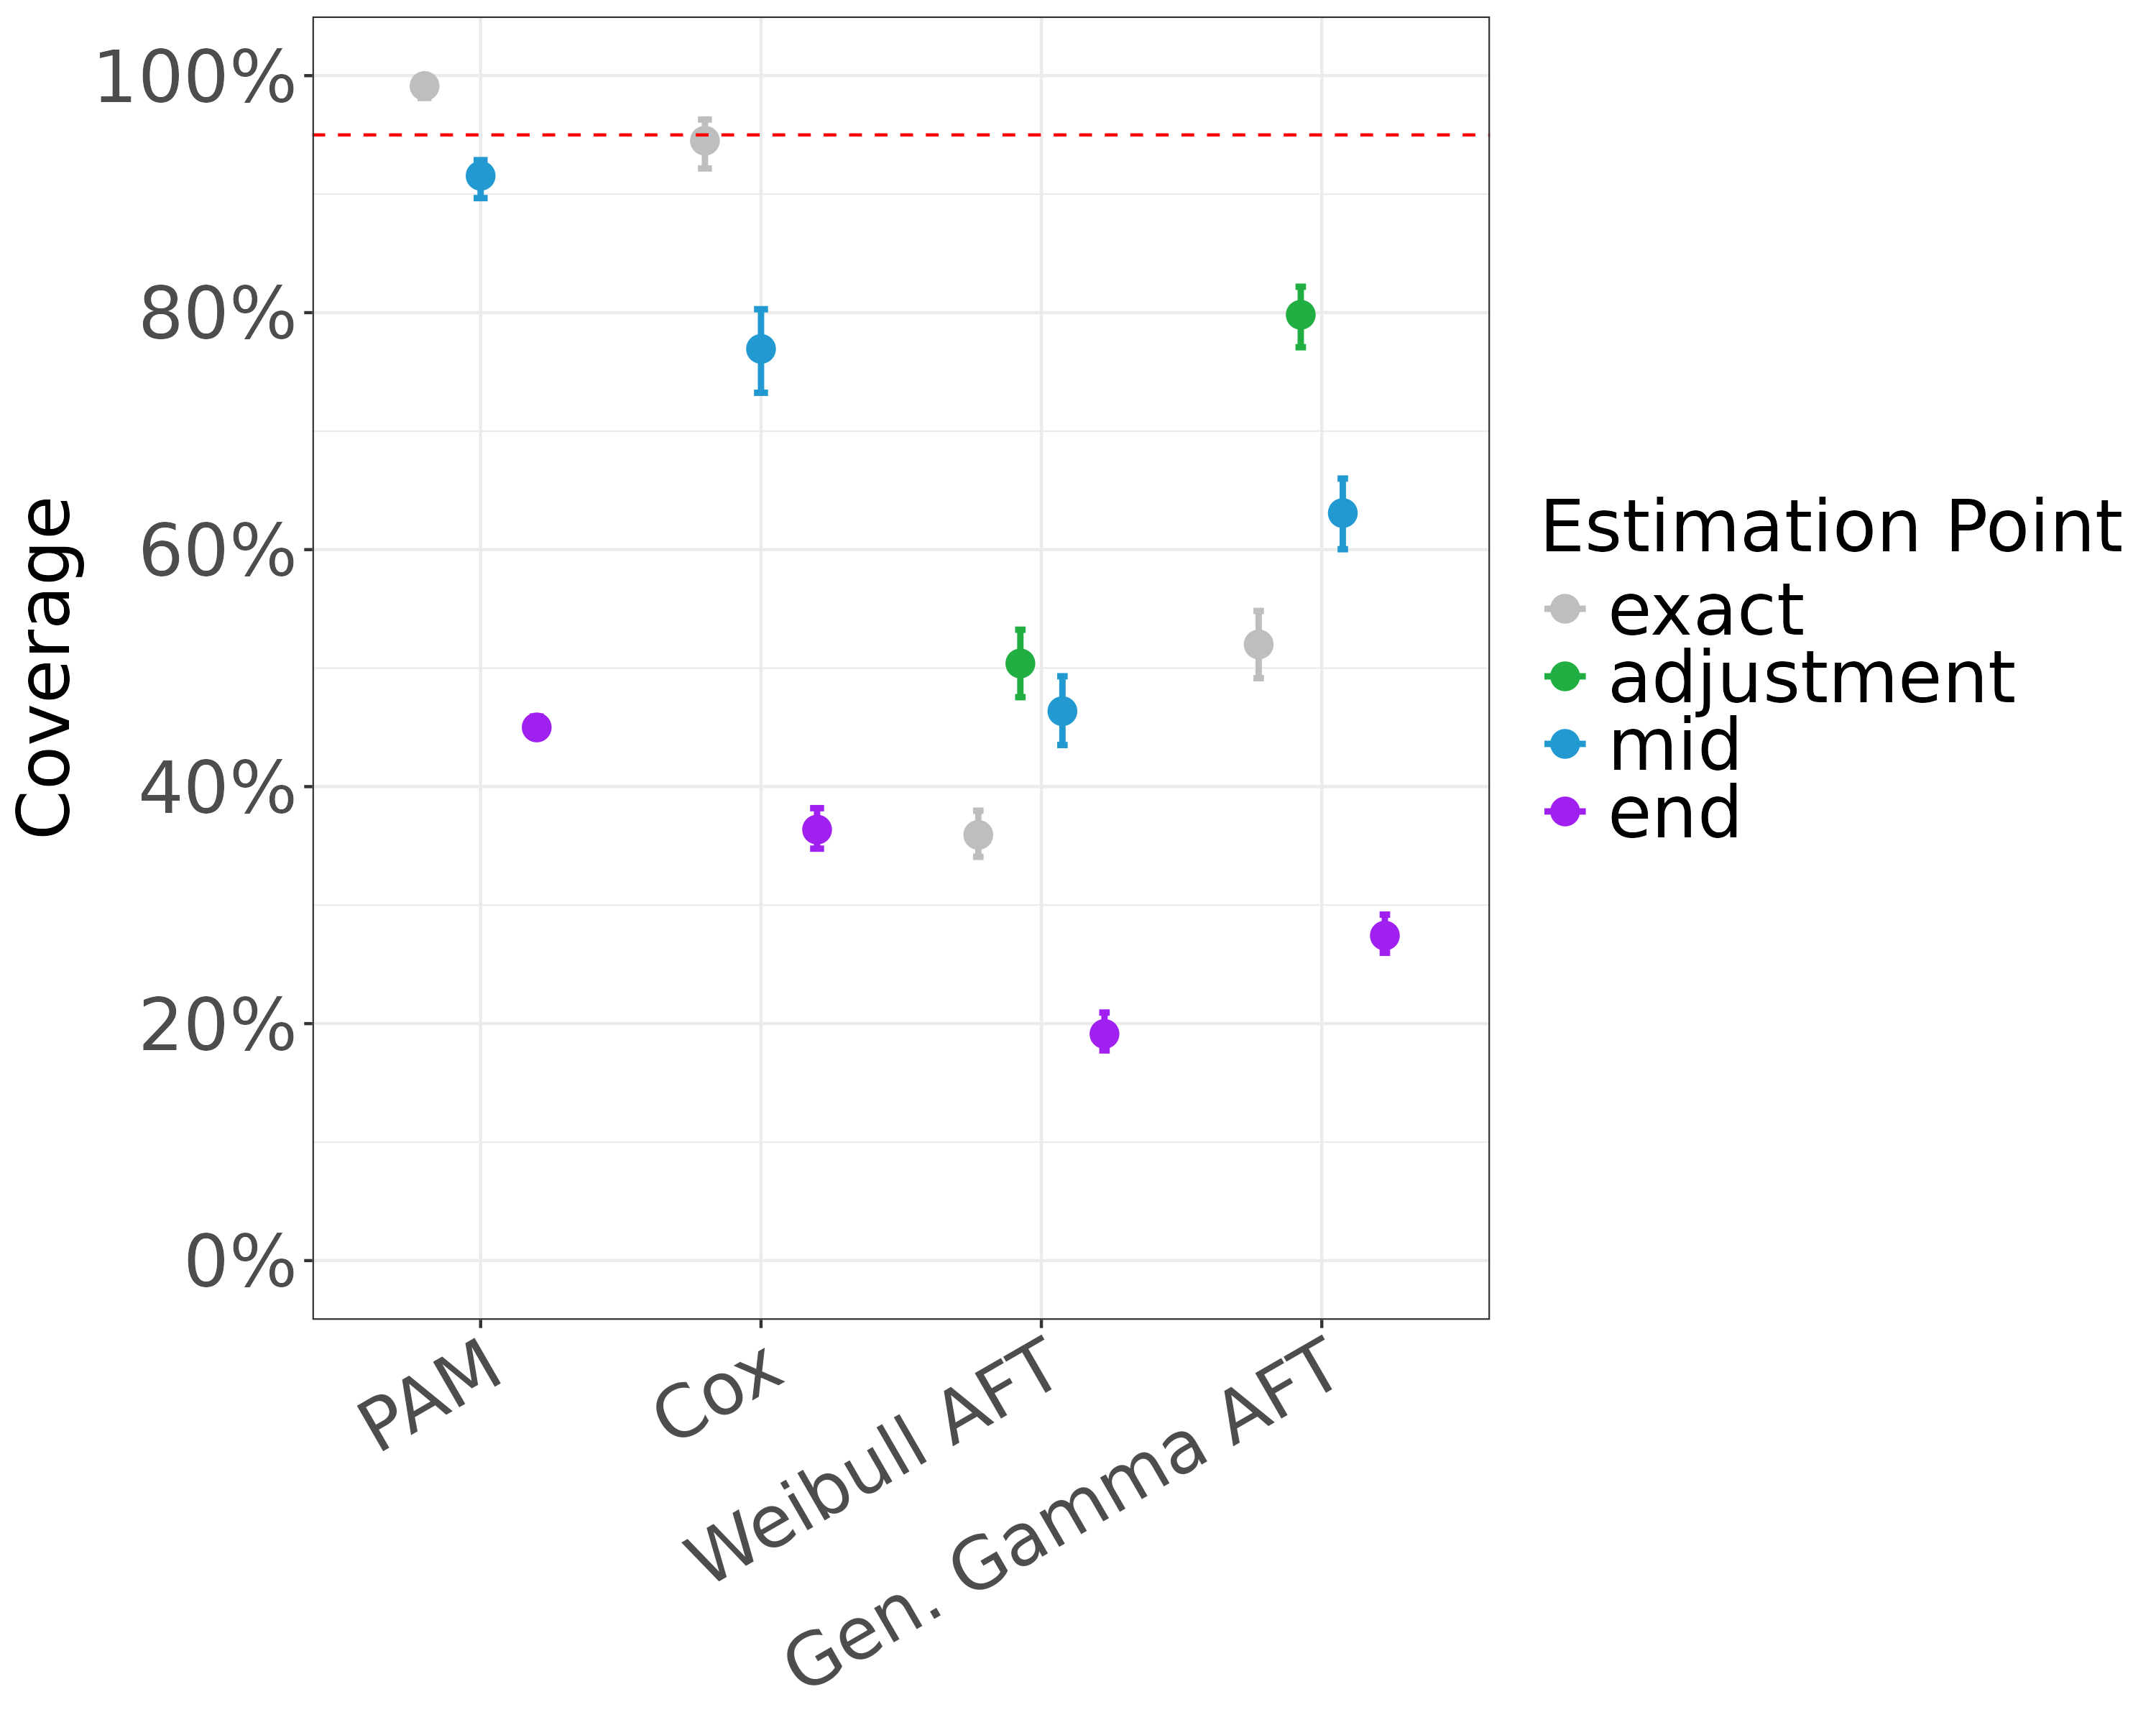 100%
80%
60%
40%
20%
0%
Coverage
PAM
Cox
Weibull AFT
Gen. Gamma AFT
Estimation Point
exact
adjustment
mid
end